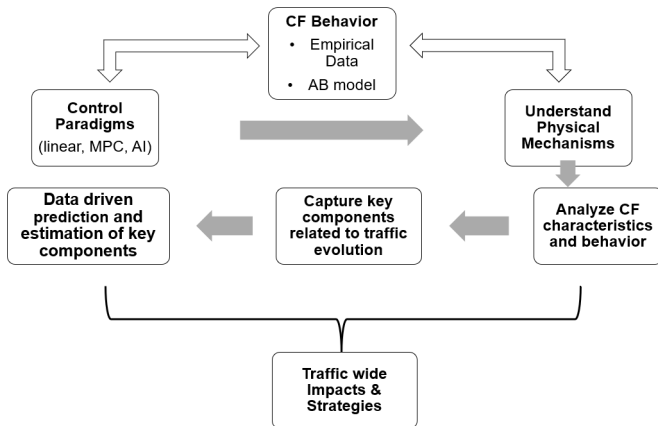 CF Behavior
• Empirical
Data
• AB model
Control
Paradigms
(linear, MPC, AI)
Understand
Physical
Mechanisms
Data driven
prediction and
estimation of key
components
Capture key
components
related to traffic
evolution
Analyze CF
characteristics
and behavior
Traffic wide
Impacts &
Strategies